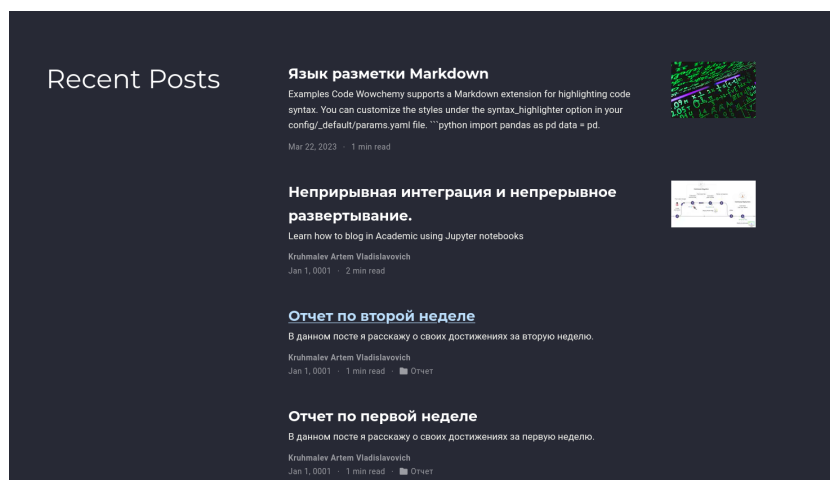 Recent Posts
Язык разметки Markdown
Examples Code Wowchemy supports a Markdown extension for highlighting code
syntax. You can customize the styles under the syntax_highlighter option in your
config/_default/params.yaml file. ```python import pandas as pd data = pd.
Mar 22, 2023 · 1 min read
Неприрывная интеграция и непрерывное
развертывание.
Learn how to blog in Academic using Jupyter notebooks
Kruhmalev Artem Vladislavovich
Jan 1, 0001 · 2 min read
Отчет по второй неделе
В данном посте я расскажу о своих достижениях за вторую неделю.
Kruhmalev Artem Vladislavovich
Jan 1, 0001 · 1 min read · Отчет
Отчет по первой неделе
В данном посте я расскажу о своих достижениях за первую неделю.
Kruhmalev Artem Vladislavovich
Jan 1, 0001 · 1 min read · Отчет